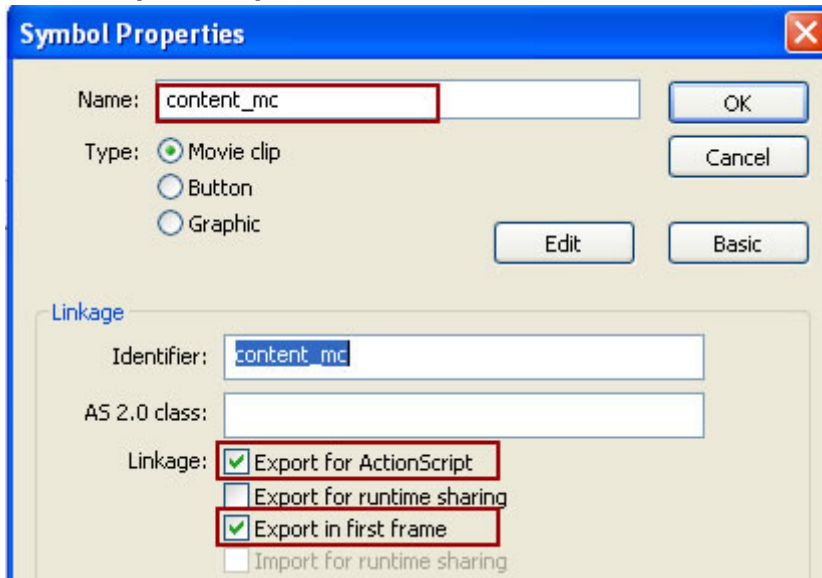 Symbol Properties
Name: content_mc
OK
Type: Movie clip
Cancel
Button
Graphic
Edit
Basic
Linkage
Identifier: content_mc
AS 2.0 class:
Linkage: Export for ActionScript
Export for runtime sharing
Export in first frame
Import for runtime sharing